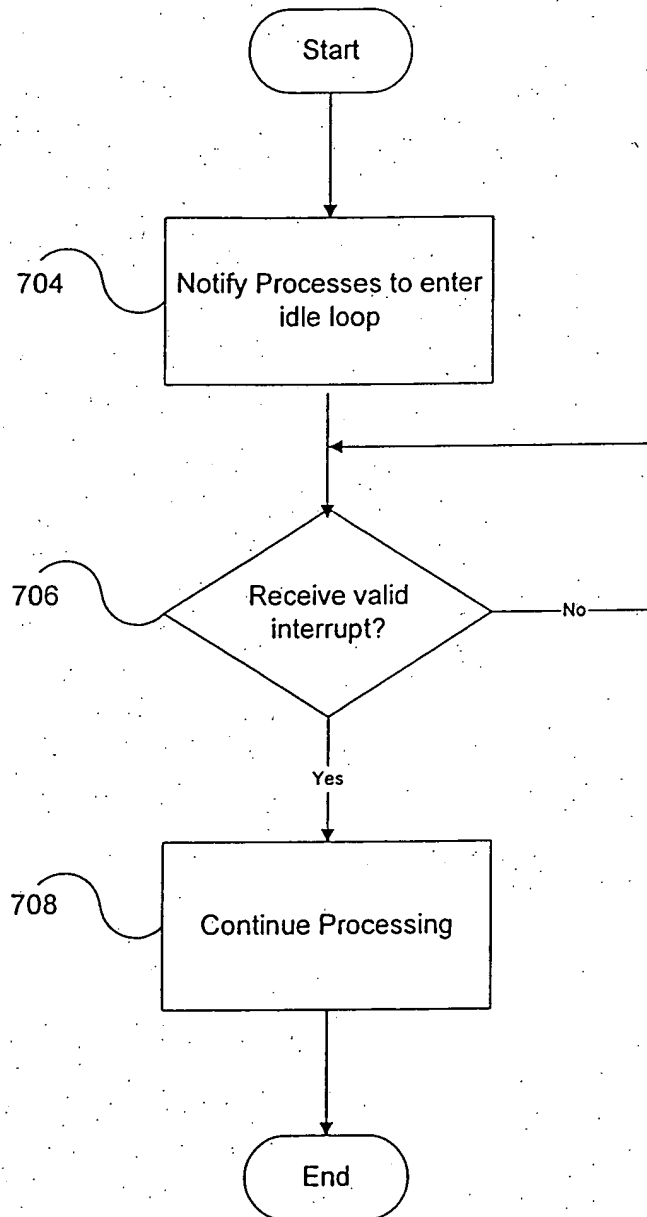 Start
704
Notify Processes to enter
idle loop
706
Receive valid
interrupt?
No
Yes
708
Continue Processing
End